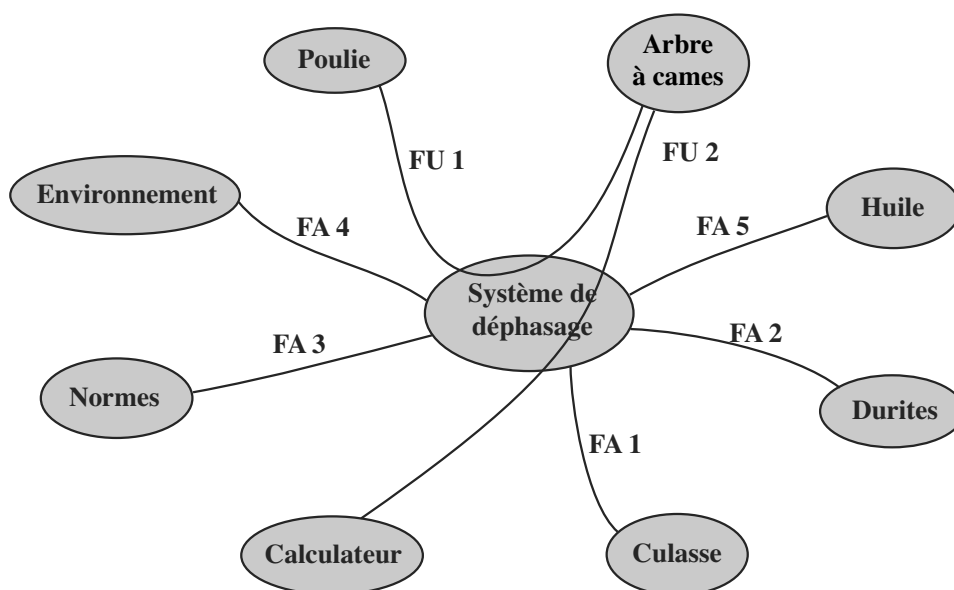 Poulie
Arbre
à cames
FU 1
FU 2
Environnement
Huile
FA 4
FA 5
Système de
déphasage
FA 3
FA 2
Normes
Durites
FA 1
Calculateur
Culasse